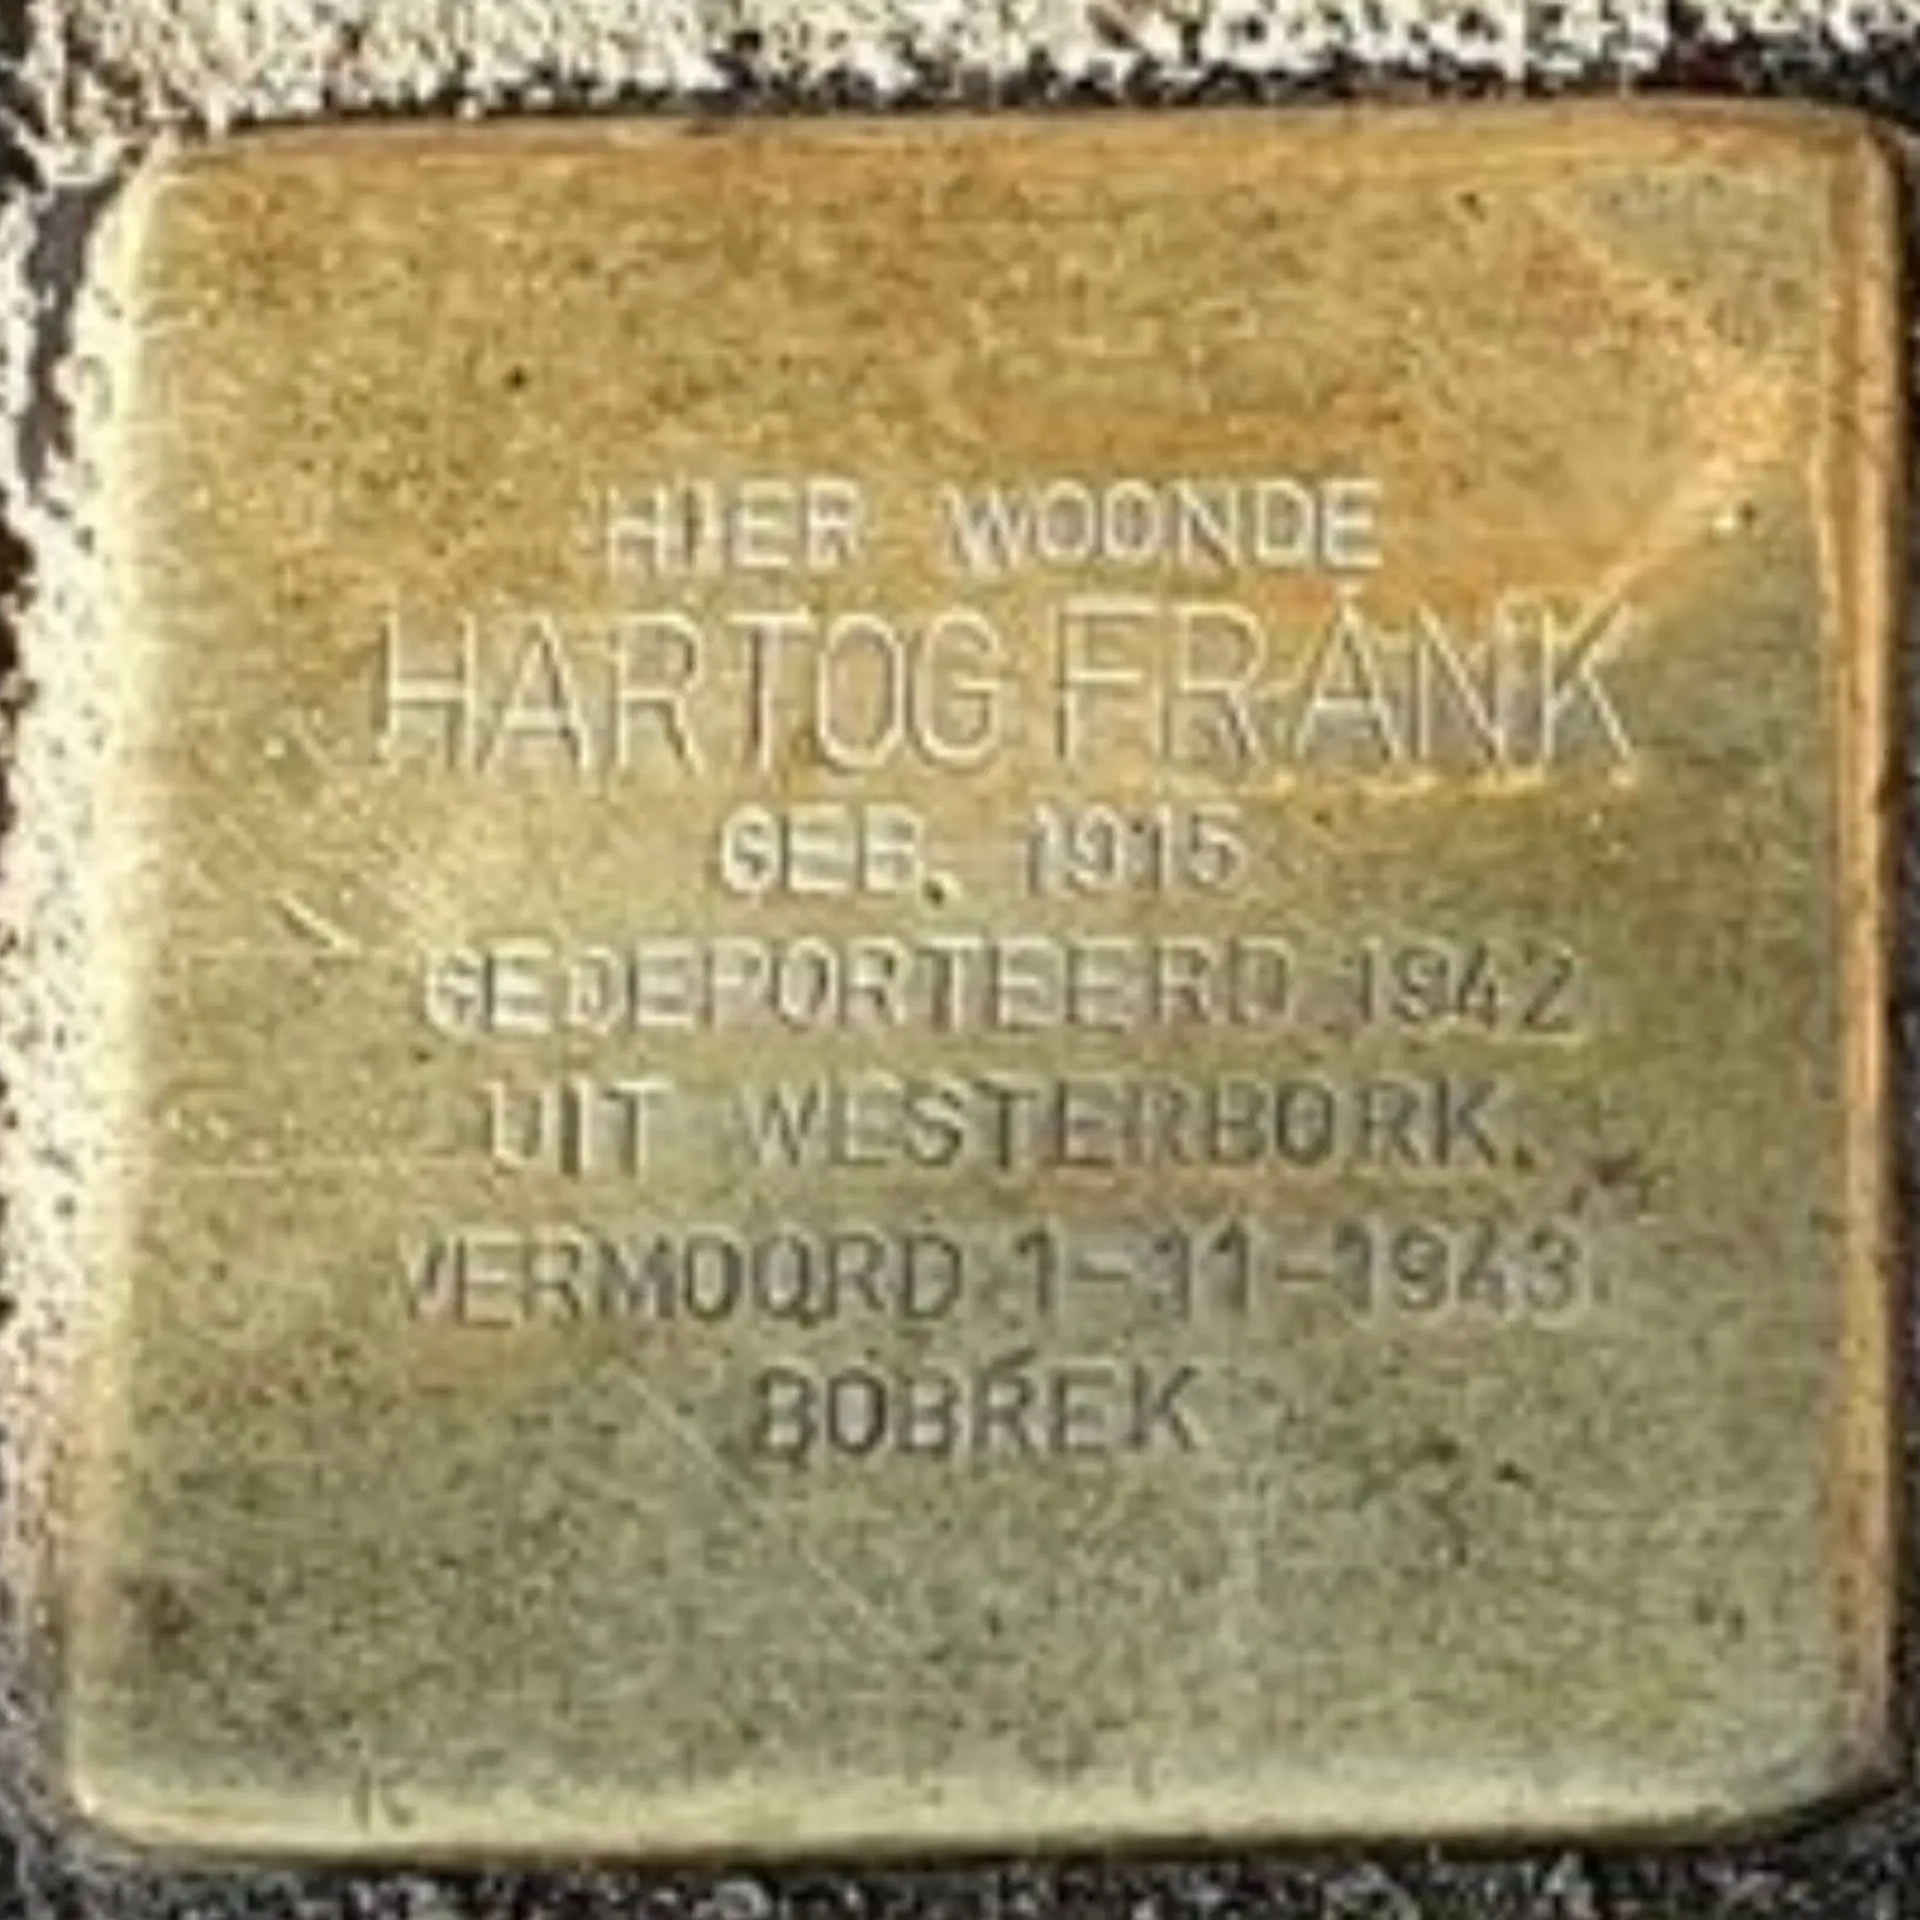 HIER WOONDE
HARTOG FRANK
GEB. 1915
GEDEPORTEERD 1942
UIT WESTERBORK
VERMOORD 1-11-1943
BOBREK